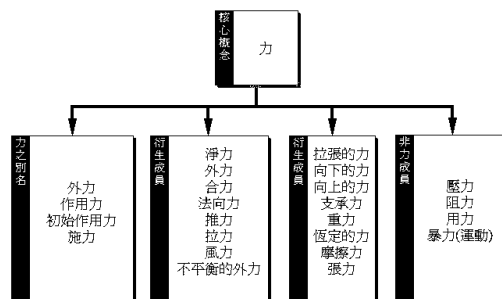 核心概念
力
力之別名
外力
作用力
初始作用力
施力
衍生成員
淨力
外力
合力
法向力
推力
拉力
風力
不平衡的外力
衍生成員
拉張的力
向下的力
向上的力
支承力
重力
恆定的力
摩擦力
張力
非力成員
壓力
阻力
用力
暴力(運動)